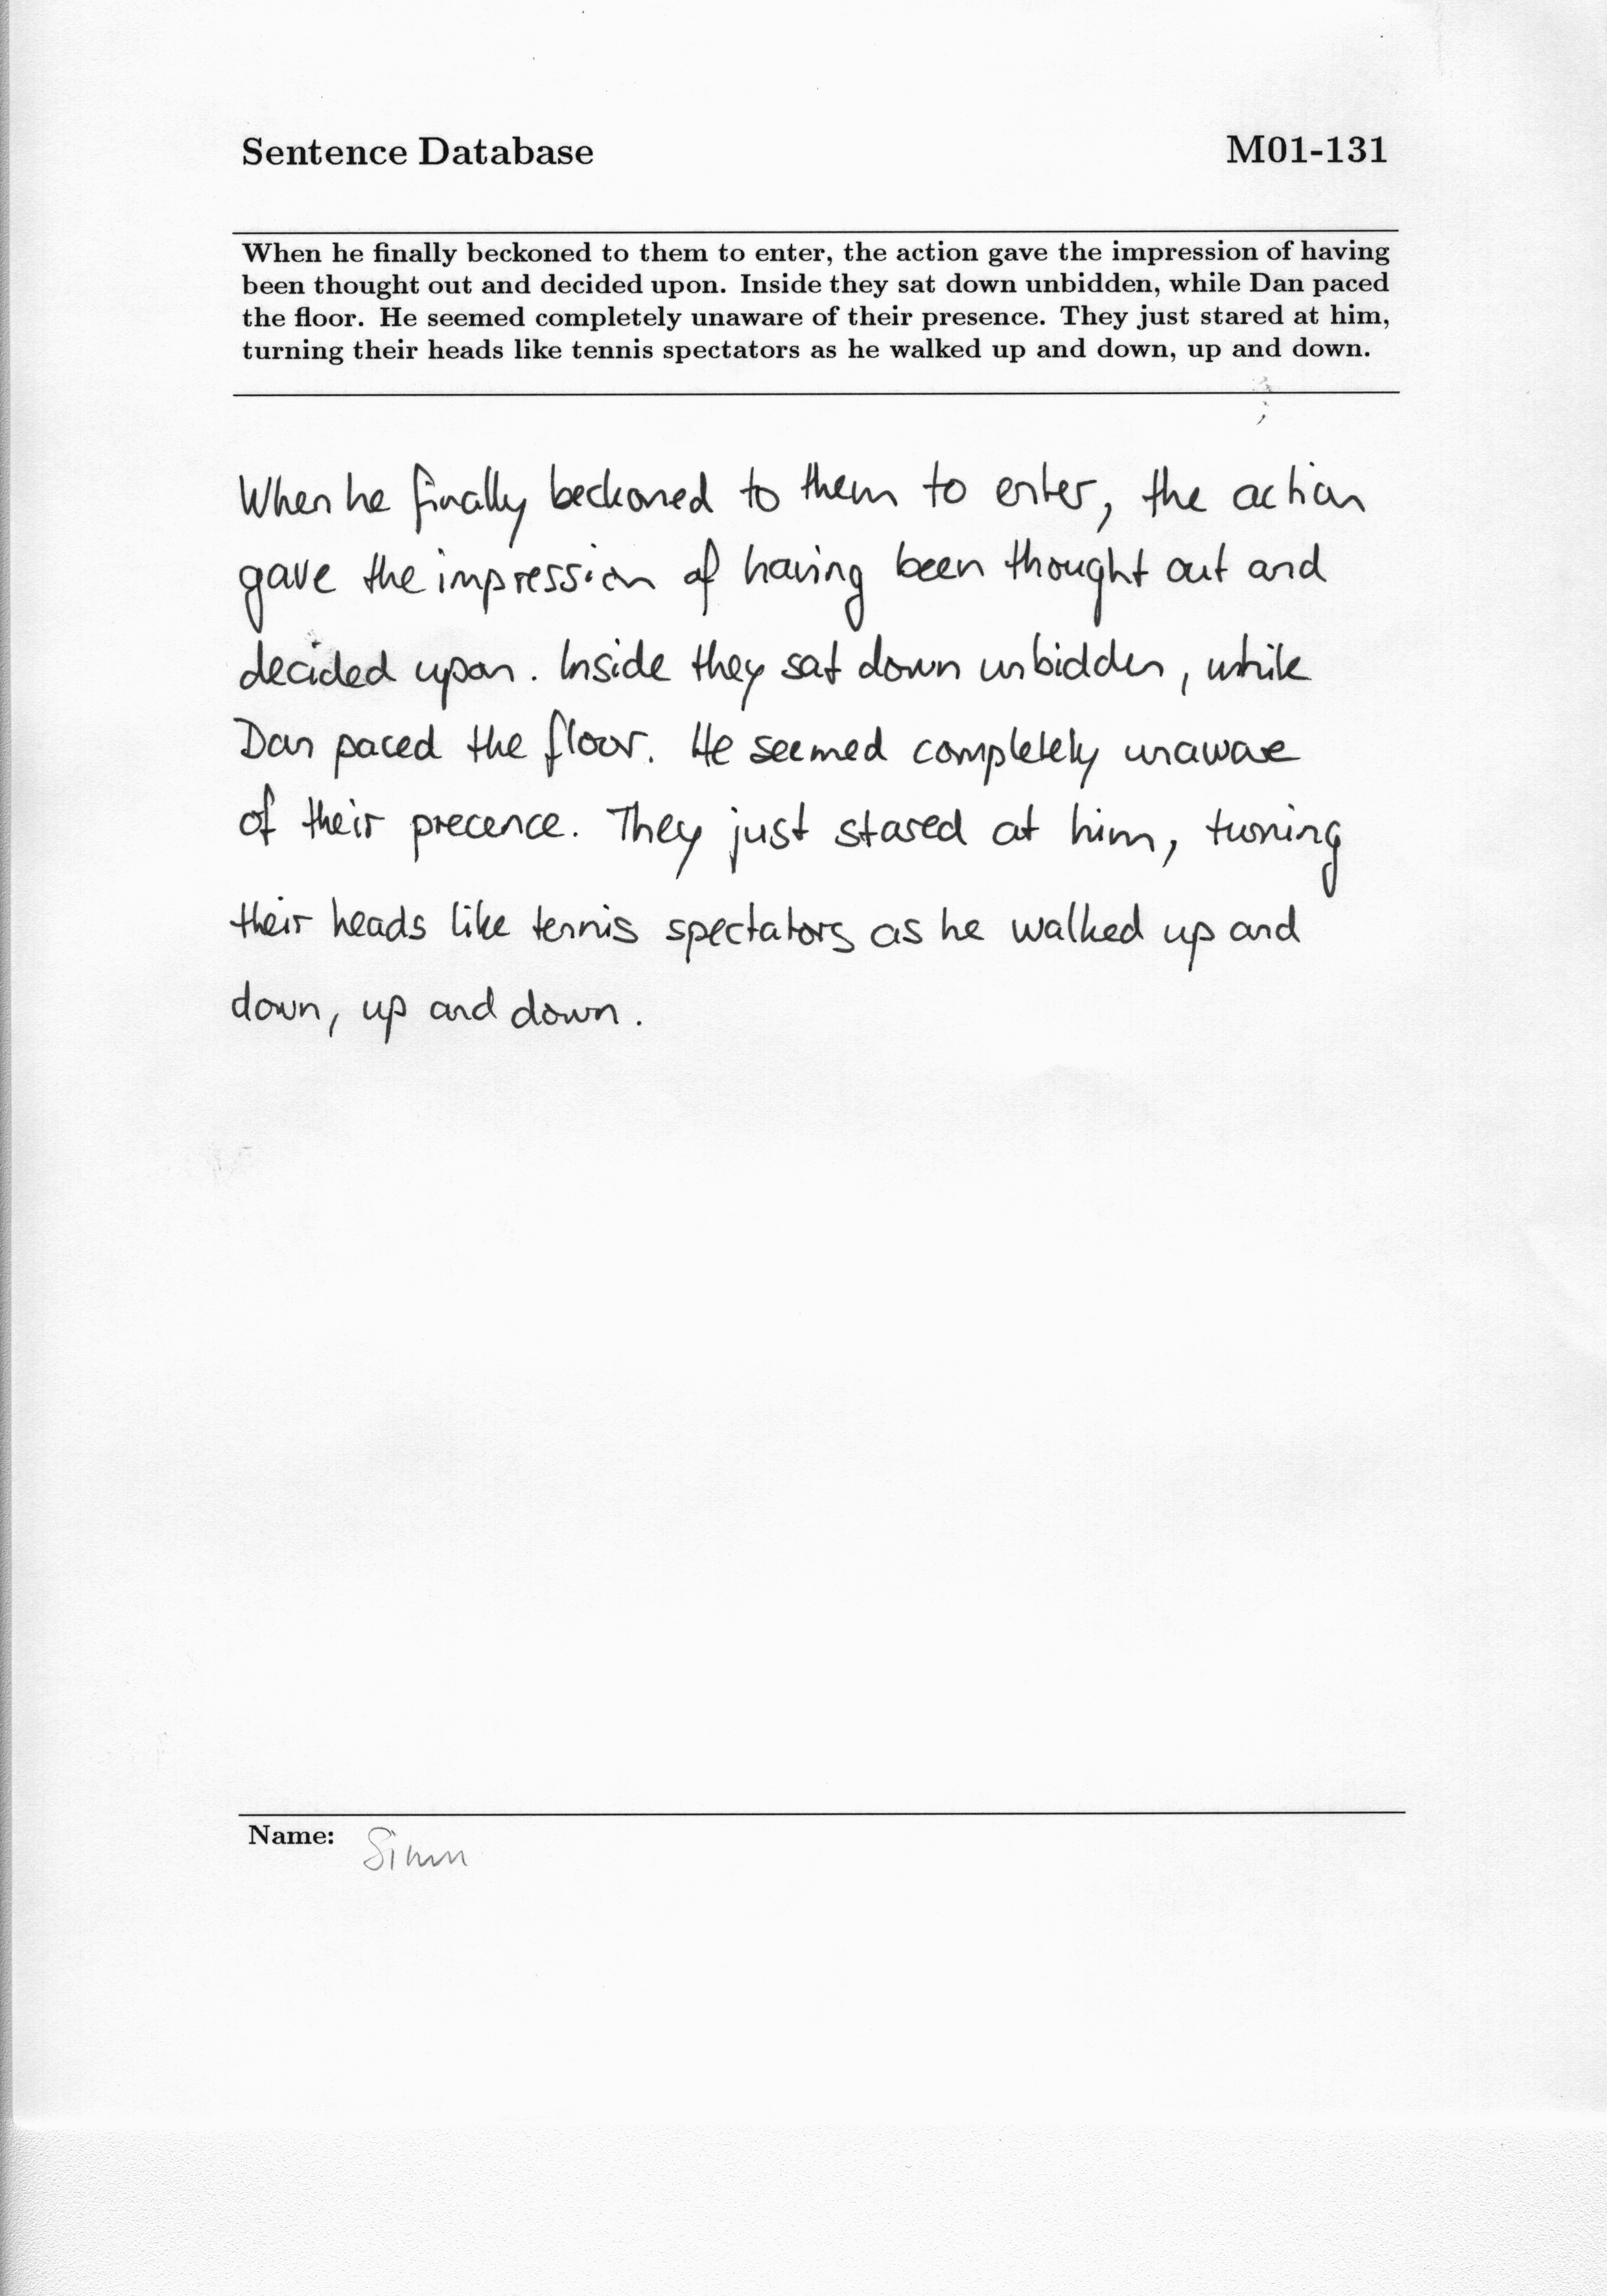 Sentence Database M01-131
When he finally beckoned to them to enter, the action gave the impression of having
been thought out and decided upon. Inside they sat down unbidden, while Dan paced
the floor. He seemed completely unaware of their presence. They just stared at him,
turning their heads like tennis spectators as he walked up and down, up and down.
When he finally beckoned to them to enter, the action
gave the impression of having been thought out and
decided upon. Inside they sat down unbidden, while
Dan paced the floor. He seemed completely unaware
of their precence. They just stared at him, turning
their heads like tennis spectators as he walked up and
down, up and down.
Name: